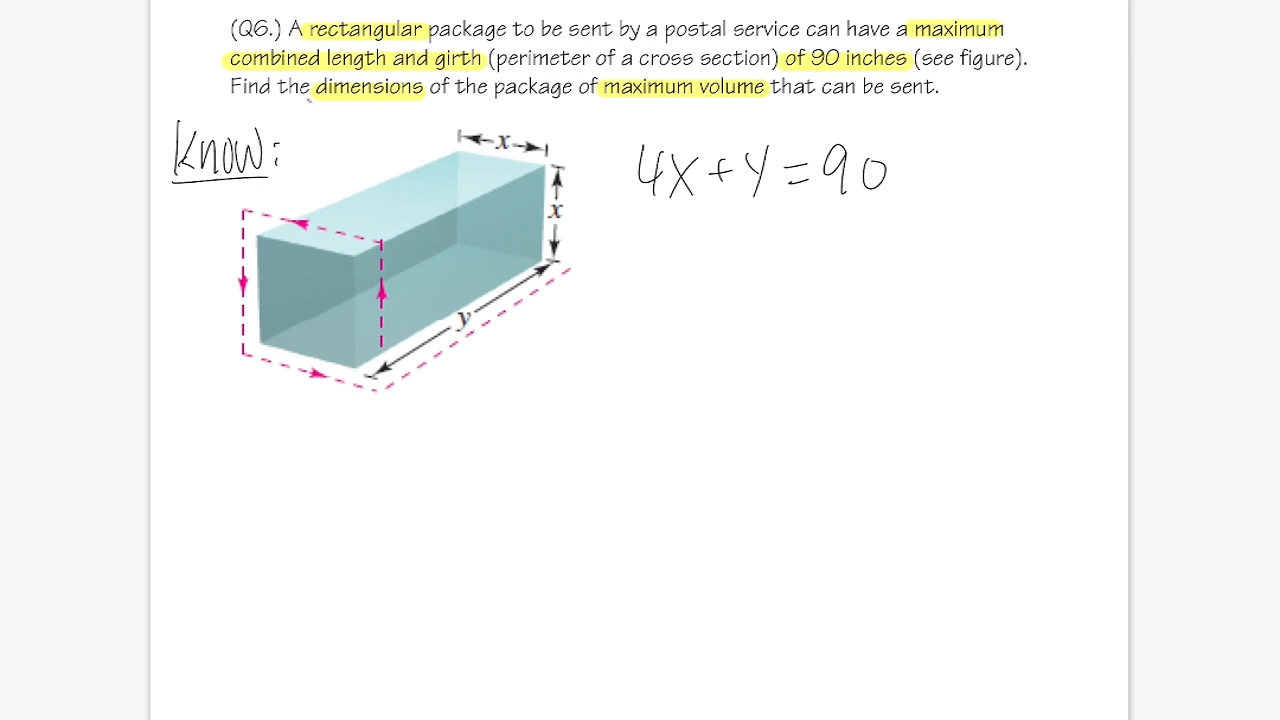 (Q6.) A rectangular package to be sent by a postal service can have a maximum
combined length and girth (perimeter of a cross section) of 90 inches (see figure).
Find the dimensions of the package of maximum volume that can be sent.
Know:
x
4x+y=90
x
y